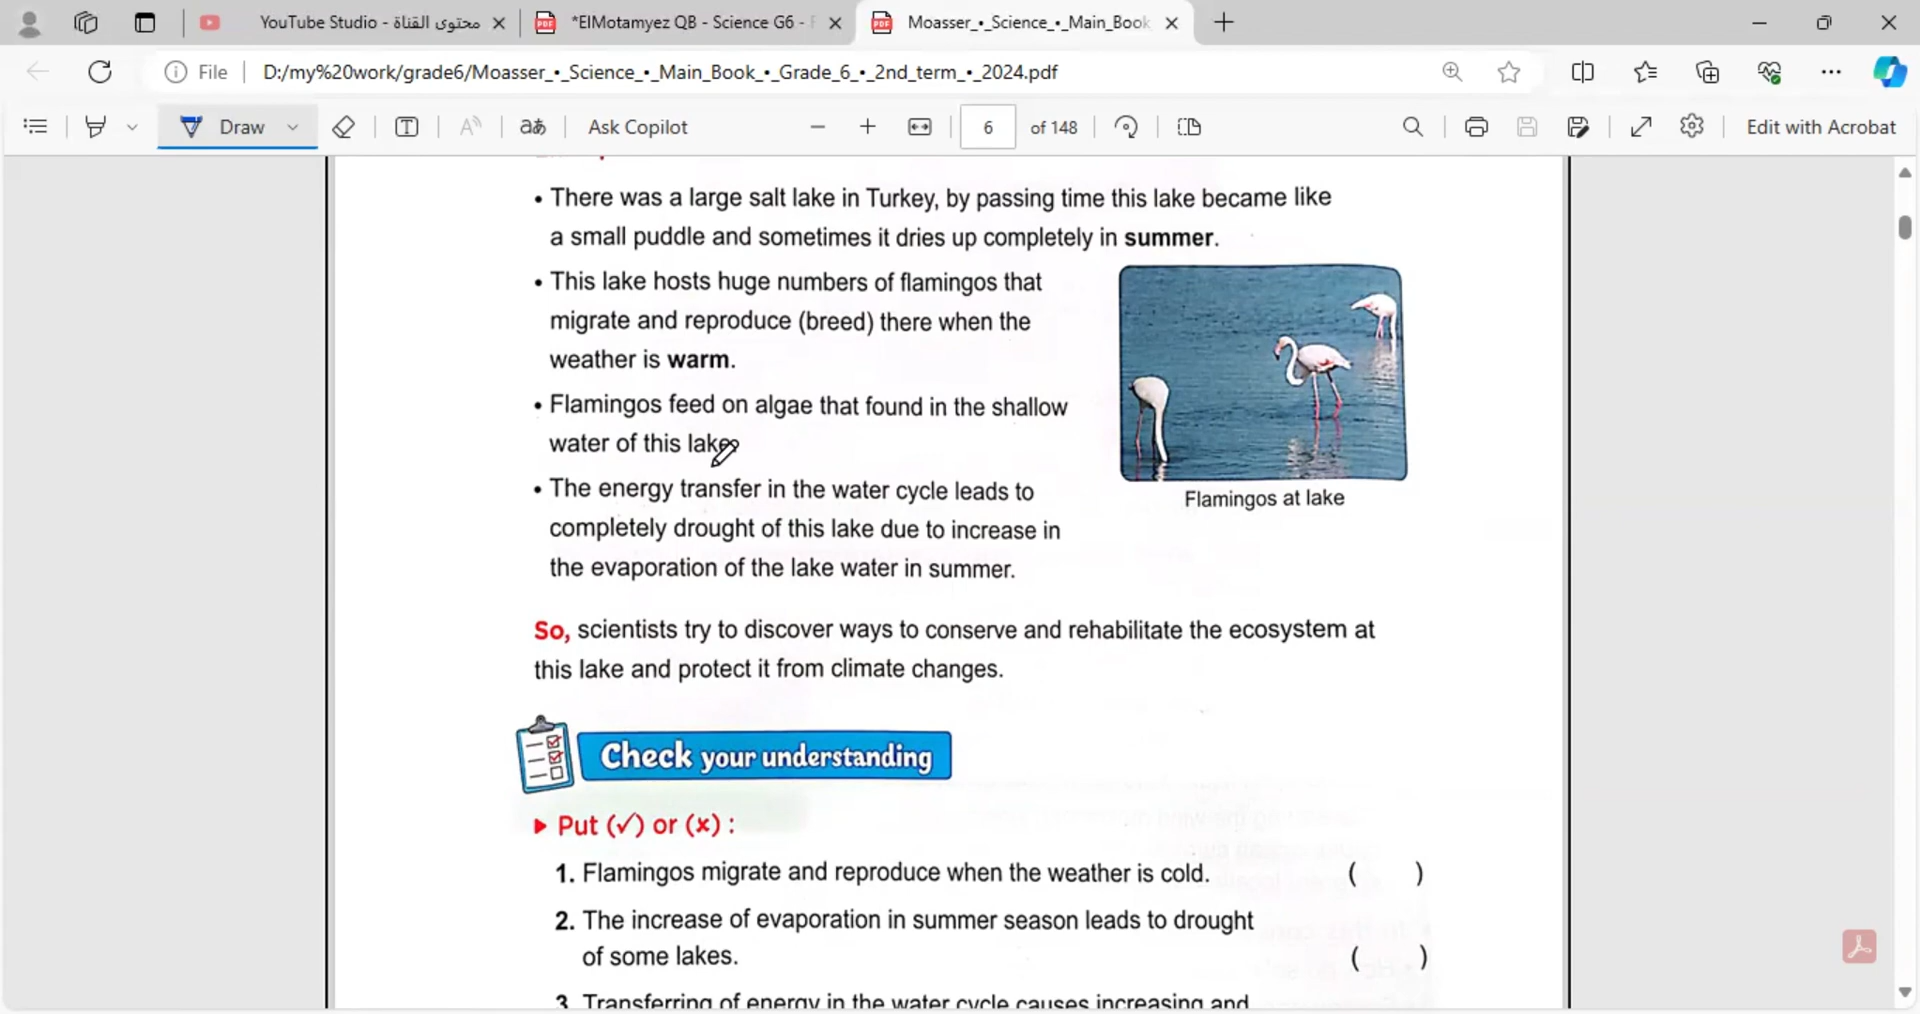 YouTube Studio - محتوى القناة
*ElMotamyez QB - Science G6 -
Moasser_•_Science_•_Main_Book
File
D:/my%20work/grade6/Moasser_•_Science_•_Main_Book_•_Grade_6_•_2nd_term_•_2024.pdf
Draw
aあ
Ask Copilot
6 of 148
Edit with Acrobat
• There was a large salt lake in Turkey, by passing time this lake became like
a small puddle and sometimes it dries up completely in summer.
• This lake hosts huge numbers of flamingos that
migrate and reproduce (breed) there when the
weather is warm.
• Flamingos feed on algae that found in the shallow
water of this lake
Flamingos at lake
• The energy transfer in the water cycle leads to
completely drought of this lake due to increase in
the evaporation of the lake water in summer.
So, scientists try to discover ways to conserve and rehabilitate the ecosystem at
this lake and protect it from climate changes.
Check your understanding
Put (✓) or (×) :
1. Flamingos migrate and reproduce when the weather is cold. ( )
2. The increase of evaporation in summer season leads to drought
of some lakes. ( )
3. Transferring of energy in the water cycle causes increasing and